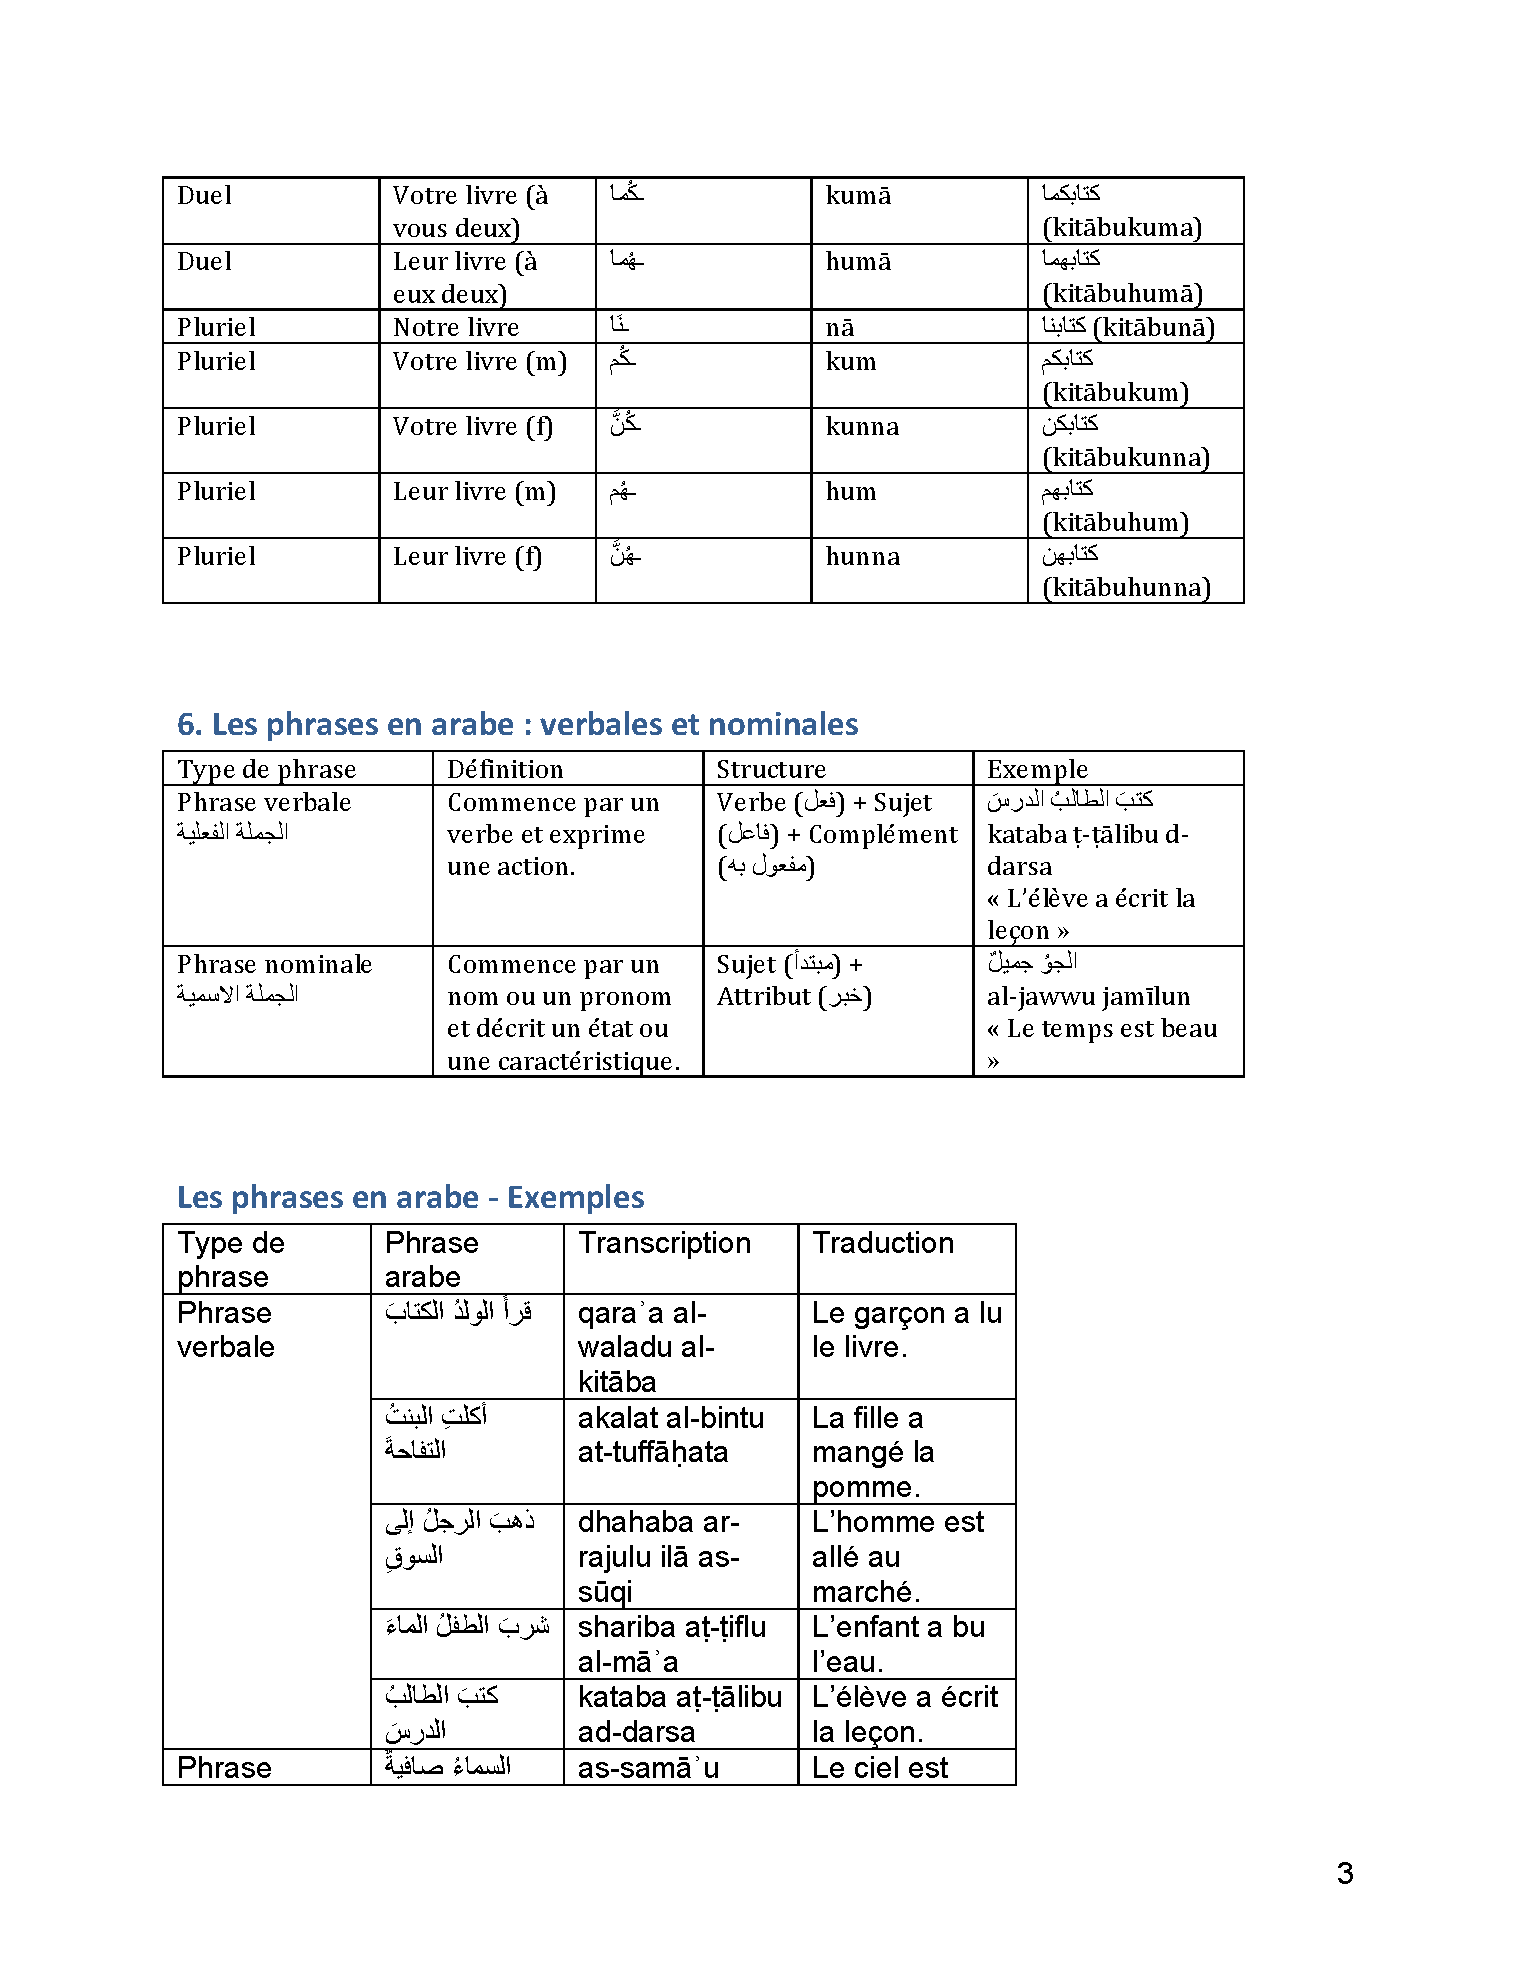 Duel Votre livre (à ـكُما kumā كتابكما
vous deux) (kitābukuma)
Duel Leur livre (à ـهُما humā كتابهما
eux deux) (kitābuhumā)
Pluriel Notre livre ـنَا nā كتابنا (kitābunā)
Pluriel Votre livre (m) ـكُم kum كتابكم
(kitābukum)
Pluriel Votre livre (f) ـكُنَّ kunna كتابكن
(kitābukunna)
Pluriel Leur livre (m) ـهُم hum كتابهم
(kitābuhum)
Pluriel Leur livre (f) ـهُنَّ hunna كتابهن
(kitābuhunna)
6. Les phrases en arabe : verbales et nominales
Type de phrase Définition Structure Exemple
Phrase verbale Commence par un Verbe (فعل) + Sujet كتبَ الطالبُ الدرسَ
الجملة الفعلية verbe et exprime (فاعل) + Complément kataba ṭ-ṭālibu d-
une action. (مفعول به) darsa
« L’élève a écrit la
leçon »
Phrase nominale Commence par un Sujet (مبتدأ) + الجوُ جميلٌ
الجملة الاسمية nom ou un pronom Attribut (خبر) al-jawwu jamīlun
et décrit un état ou « Le temps est beau
une caractéristique. »
Les phrases en arabe - Exemples
Type de Phrase Transcription Traduction
phrase arabe
Phrase قرأَ الولدُ الكتابَ qaraʾa al- Le garçon a lu
verbale waladu al- le livre.
kitāba
أكلتِ البنتُ akalat al-bintu La fille a
التفاحةَ at-tuffāḥata mangé la
pomme.
ذهبَ الرجلُ إلى dhahaba ar- L’homme est
السوقِ rajulu ilā as- allé au
sūqi marché.
شربَ الطفلُ الماءَ shariba aṭ-ṭiflu L’enfant a bu
al-māʾa l’eau.
كتبَ الطالبُ kataba aṭ-ṭālibu L’élève a écrit
الدرسَ ad-darsa la leçon.
Phrase السماءُ صافيةٌ as-samāʾu Le ciel est
3